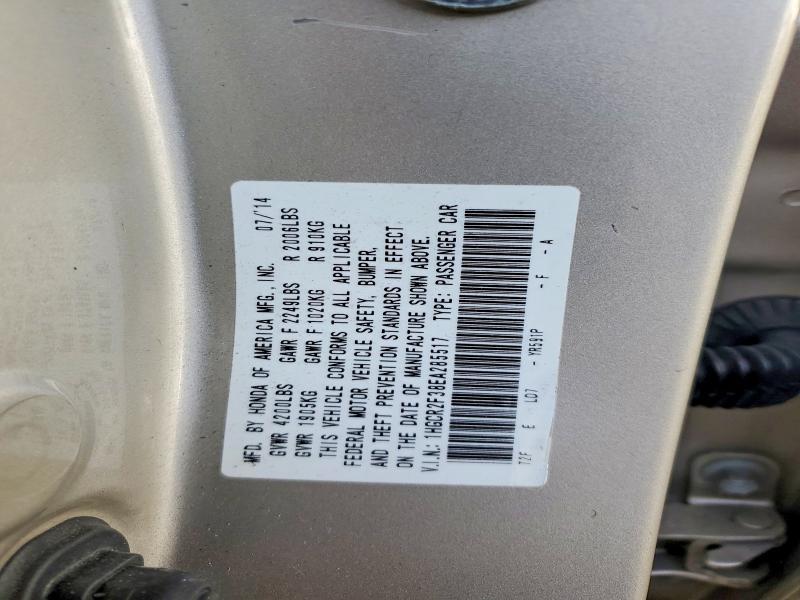 MFD. BY HONDA OF AMERICA MFG., INC. 07/'14
GVWR 4200LBS GAWR F 2249LBS R 2006LBS
GVWR 1905KG GAWR F 1020KG R 910KG
THIS VEHICLE CONFORMS TO ALL APPLICABLE
FEDERAL MOTOR VEHICLE SAFETY, BUMPER,
AND THEFT PREVENTION STANDARDS IN EFFECT
ON THE DATE OF MANUFACTURE SHOWN ABOVE.
V.I.N.: 1HGCR2F38EA285517 TYPE: PASSENGER CAR
T2F E L07 - YR591P - F - A